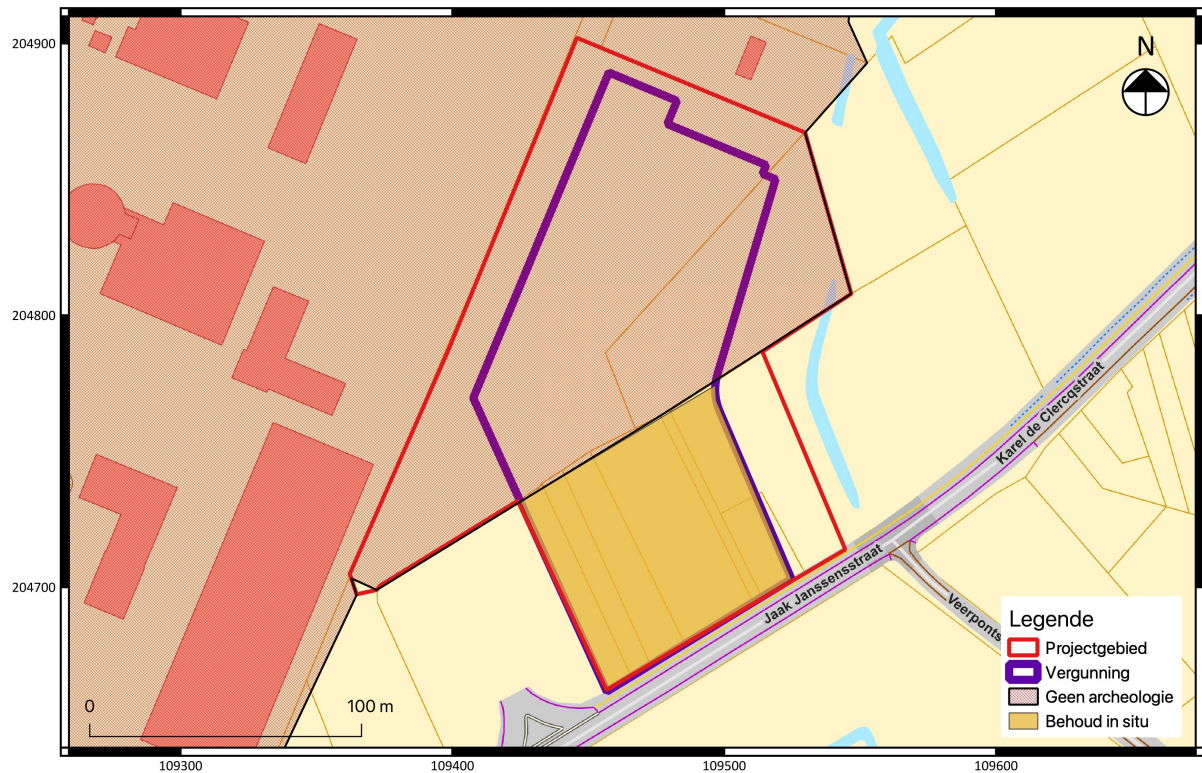 204900
204800
204700
N
Karel de Clercqstraat
Jaak Janssensstraat
Veerponts
Legende
Projectgebied
Vergunning
Geen archeologie
Behoud in situ
0 100 m
109300 109400 109500 109600